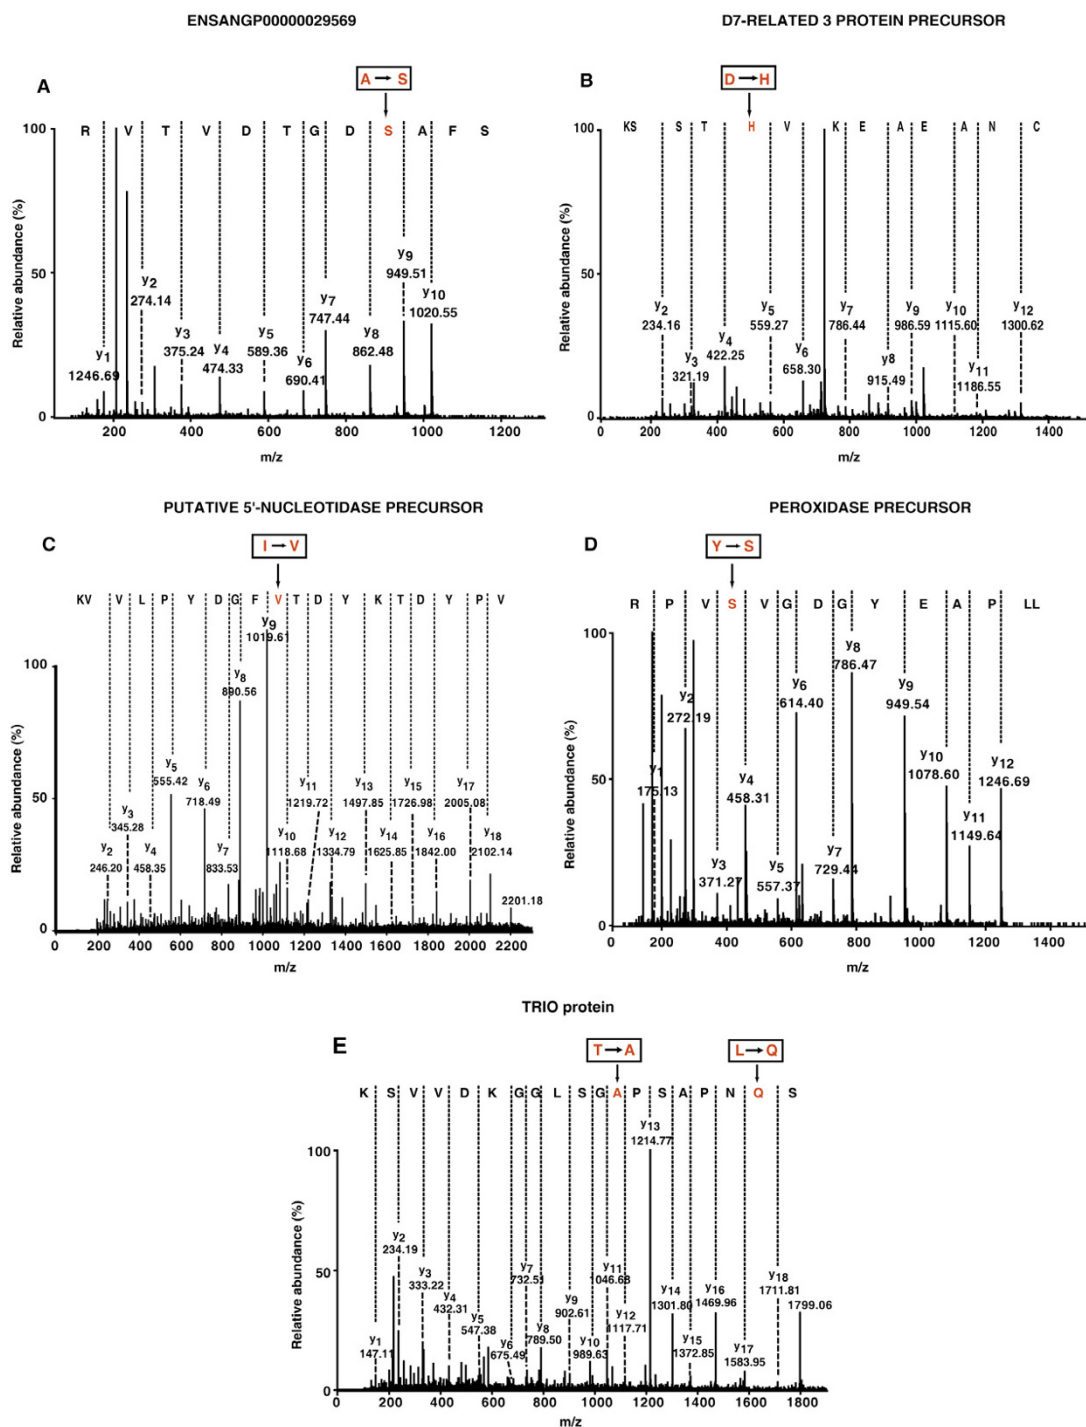 ENSANGP00000029569
A
A → S
R V T V D T G D S A F S
Relative abundance (%)
100
50
0
y1
1246.69
y2
274.14
y3
375.24
y4
474.33
y5
589.36
y6
690.41
y7
747.44
y8
862.48
y9
949.51
y10
1020.55
200 400 600 800 1000 1200
m/z
D7-RELATED 3 PROTEIN PRECURSOR
B
D → H
KS S T H V K E A E A N C
Relative abundance (%)
100
50
0
y2
234.16
y3
321.19
y4
422.25
y5
559.27
y6
658.30
y7
786.44
y8
915.49
y9
986.59
y10
1115.60
y11
1186.55
y12
1300.62
0 200 400 600 800 1000 1200 1400
m/z
PUTATIVE 5'-NUCLEOTIDASE PRECURSOR
C
I → V
KV V L P Y D G F V T D Y K T D Y P V
Relative abundance (%)
100
50
0
y2
246.20
y3
345.28
y4
458.35
y5
555.42
y6
718.49
y7
833.53
y8
890.56
y9
1019.61
y10
1118.68
y11
1219.72
y12
1334.79
y13
1497.85
y14
1625.85
y15
1726.98
y16
1842.00
y17
2005.08
y18
2102.14
2201.18
0 200 400 600 800 1000 1200 1400 1600 1800 2000 2200
m/z
PEROXIDASE PRECURSOR
D
Y → S
R P V S V G D G Y E A P LL
Relative abundance (%)
100
50
0
y1
175.13
y2
272.19
y3
371.27
y4
458.31
y5
557.37
y6
614.40
y7
729.44
y8
786.47
y9
949.54
y10
1078.60
y11
1149.64
y12
1246.69
0 200 400 600 800 1000 1200 1400
m/z
TRIO protein
E
T → A
L → Q
K S V V D K G G L S G A P S A P N Q S
Relative abundance (%)
100
50
0
y1
147.11
y2
234.19
y3
333.22
y4
432.31
y5
547.38
y6
675.49
y7
732.51
y8
789.50
y9
902.61
y10
989.63
y11
1046.68
y12
1117.71
y13
1214.77
y14
1301.80
y15
1372.85
y16
1469.96
y17
1583.95
y18
1711.81
1799.06
0 200 400 600 800 1000 1200 1400 1600 1800
m/z